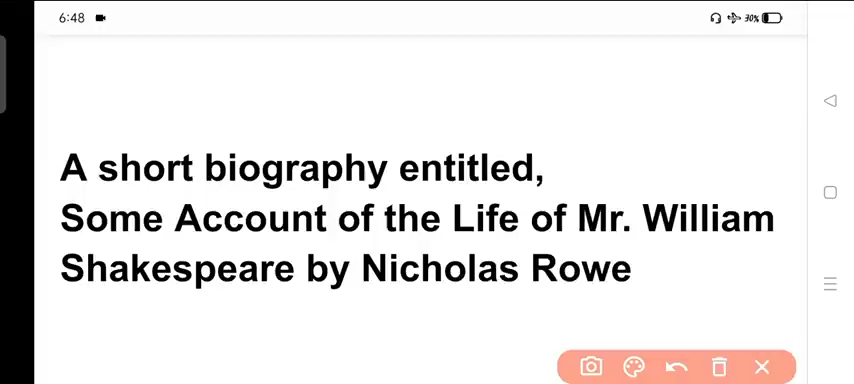 6:48
30%
A short biography entitled,
Some Account of the Life of Mr. William
Shakespeare by Nicholas Rowe